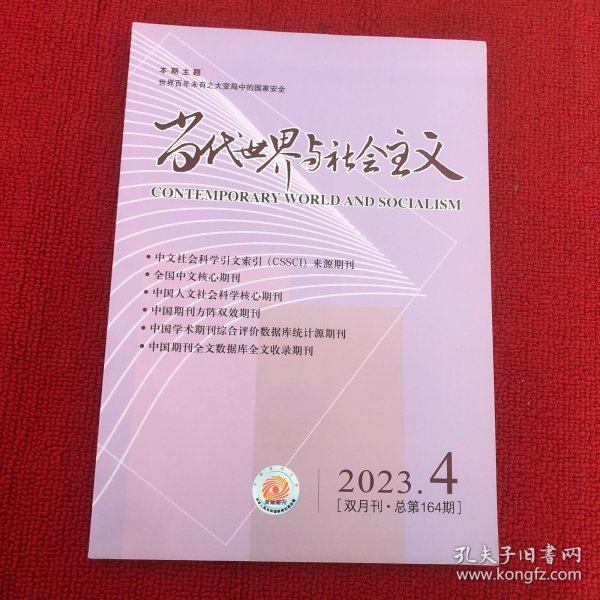 本期主题
世界百年未有之大变局中的国家安全
当代世界与社会主义
CONTEMPORARY WORLD AND SOCIALISM
• 中文社会科学引文索引（CSSCI）来源期刊
• 全国中文核心期刊
• 中国人文社会科学核心期刊
• 中国期刊方阵双效期刊
• 中国学术期刊综合评价数据库统计源期刊
• 中国期刊全文数据库全文收录期刊
2023.4
[双月刊·总第164期]
孔夫子旧书网
www.kongfz.com